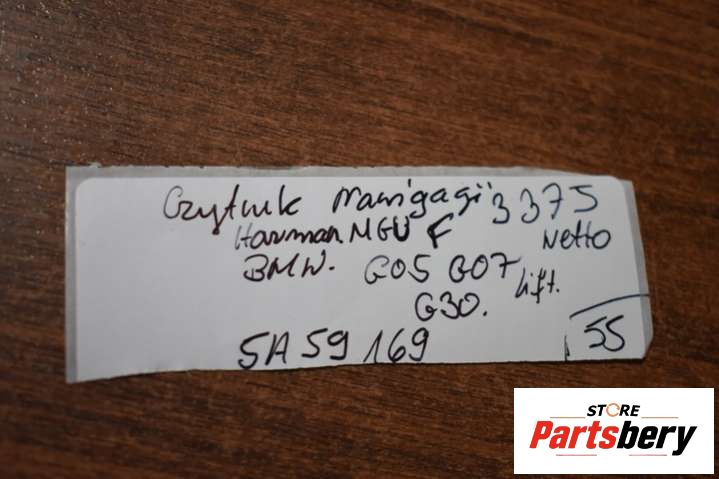 Czytnik Nawigacji 3375
Harman MGU F Netto
BMW. G05 G07 lift.
G30.
5A59169
55
STORE
Partsbery